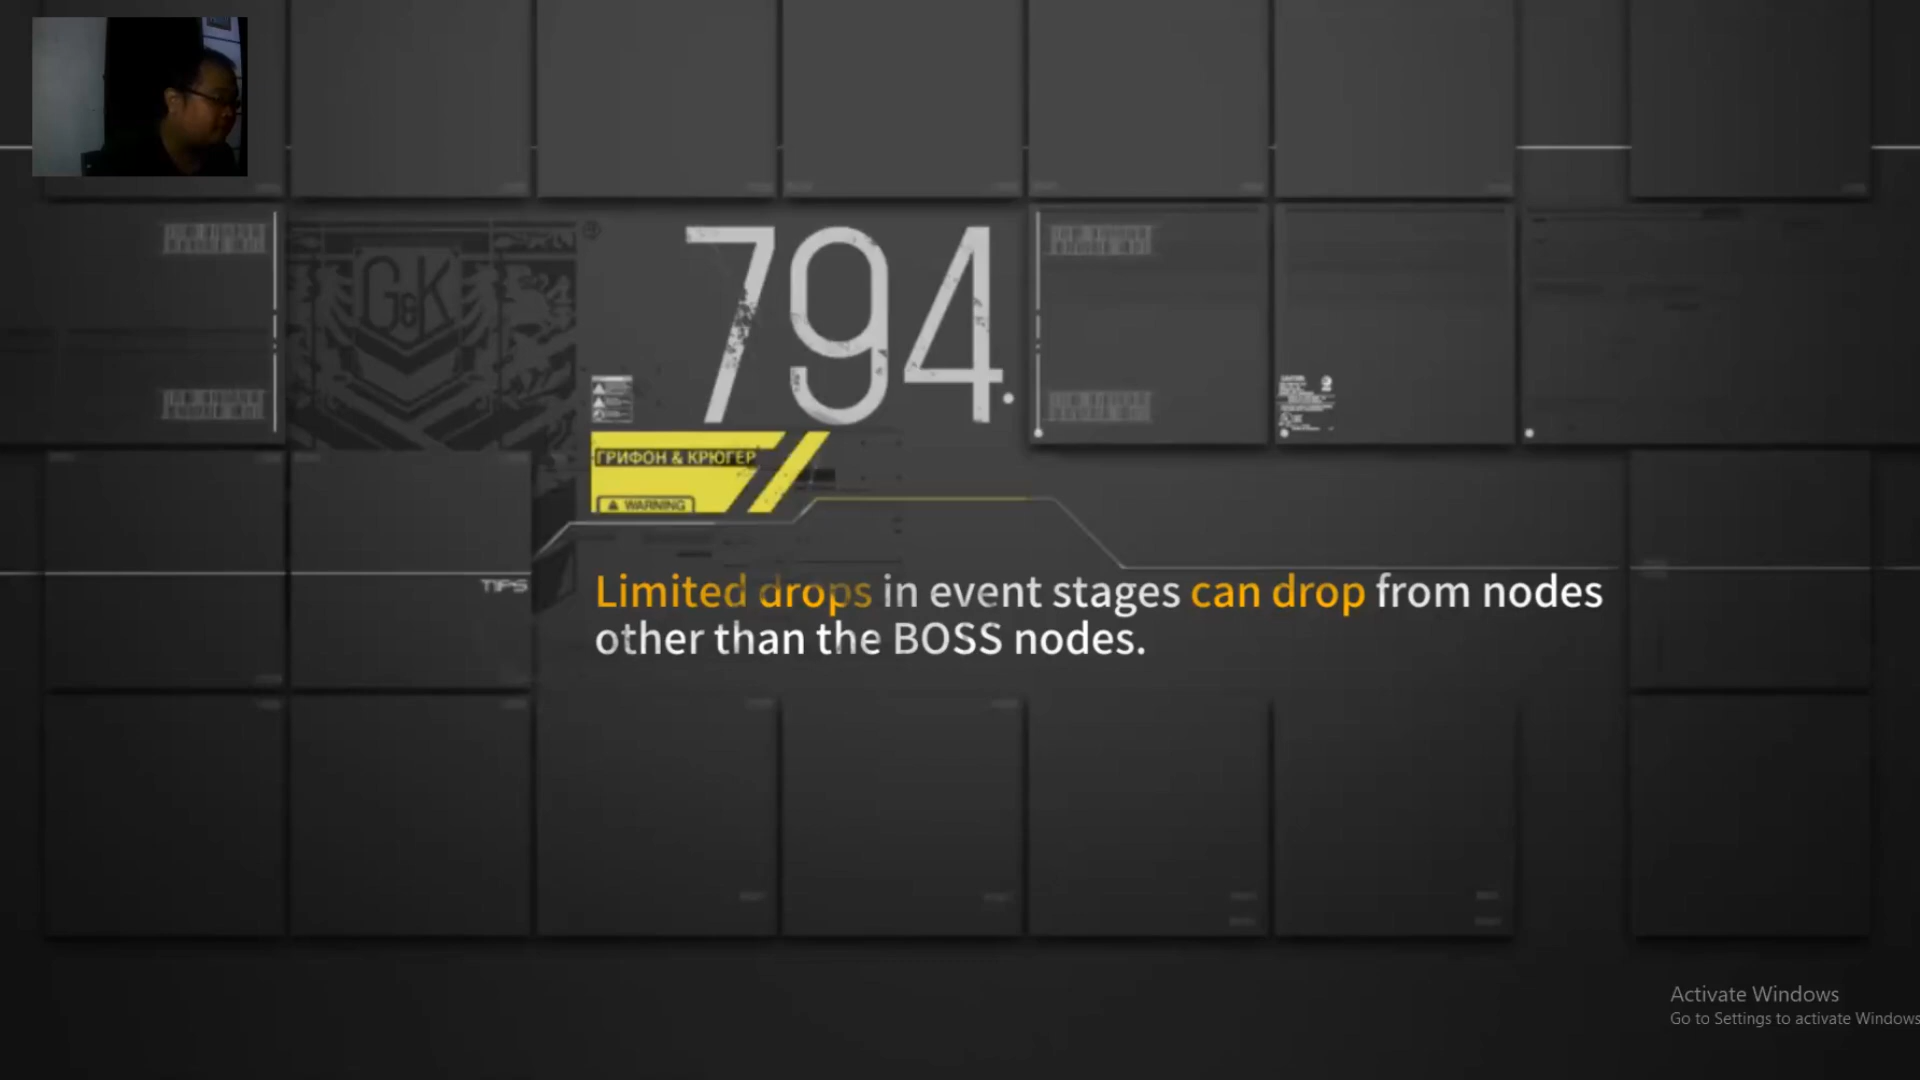 G&K
794.
ГРИФОН & КРЮГЕР
WARNING
TIPS
Limited drops in event stages can drop from nodes
other than the BOSS nodes.
Activate Windows
Go to Settings to activate Windows